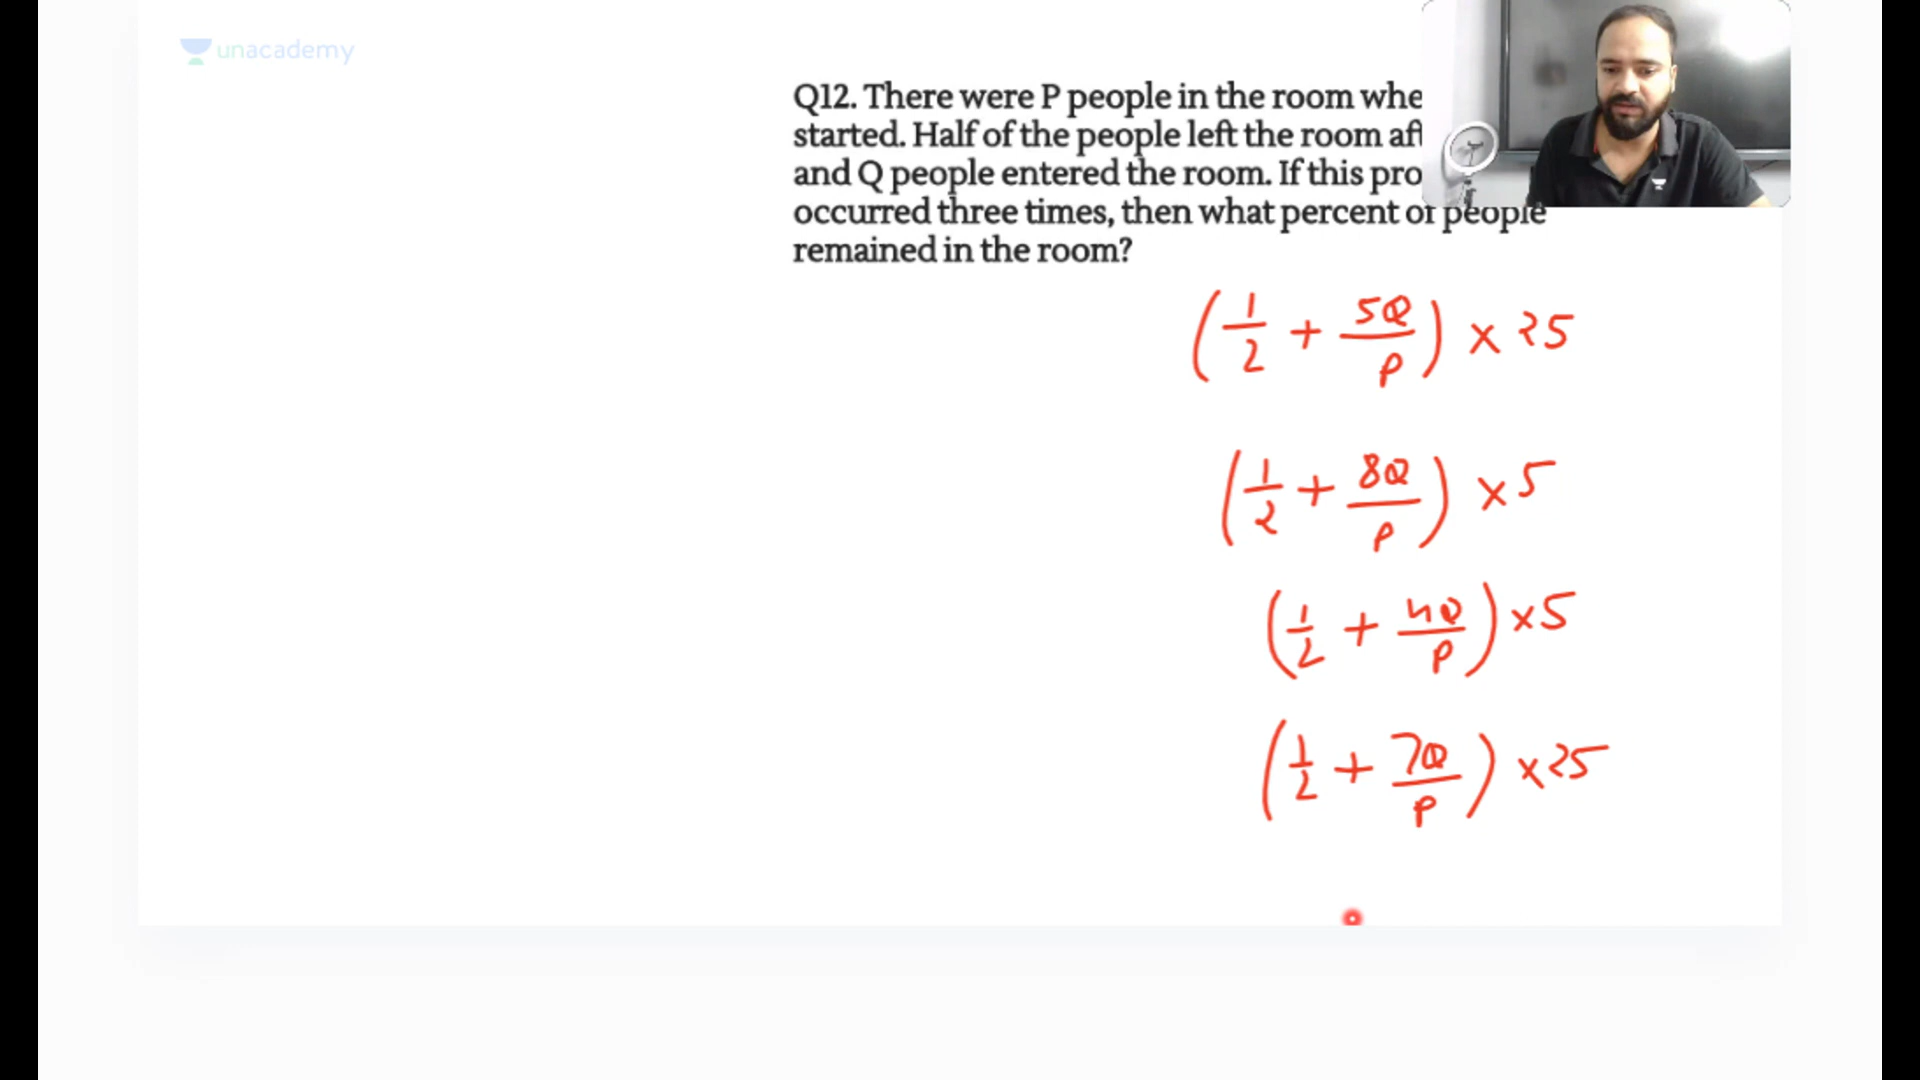 unacademy
Q12. There were P people in the room whe
started. Half of the people left the room aft
and Q people entered the room. If this pro
occurred three times, then what percent of people
remained in the room?
(1/2 + 5Q/P) × 25
(1/2 + 8Q/P) × 5
(1/2 + 4Q/P) × 5
(1/2 + 7Q/P) × 25